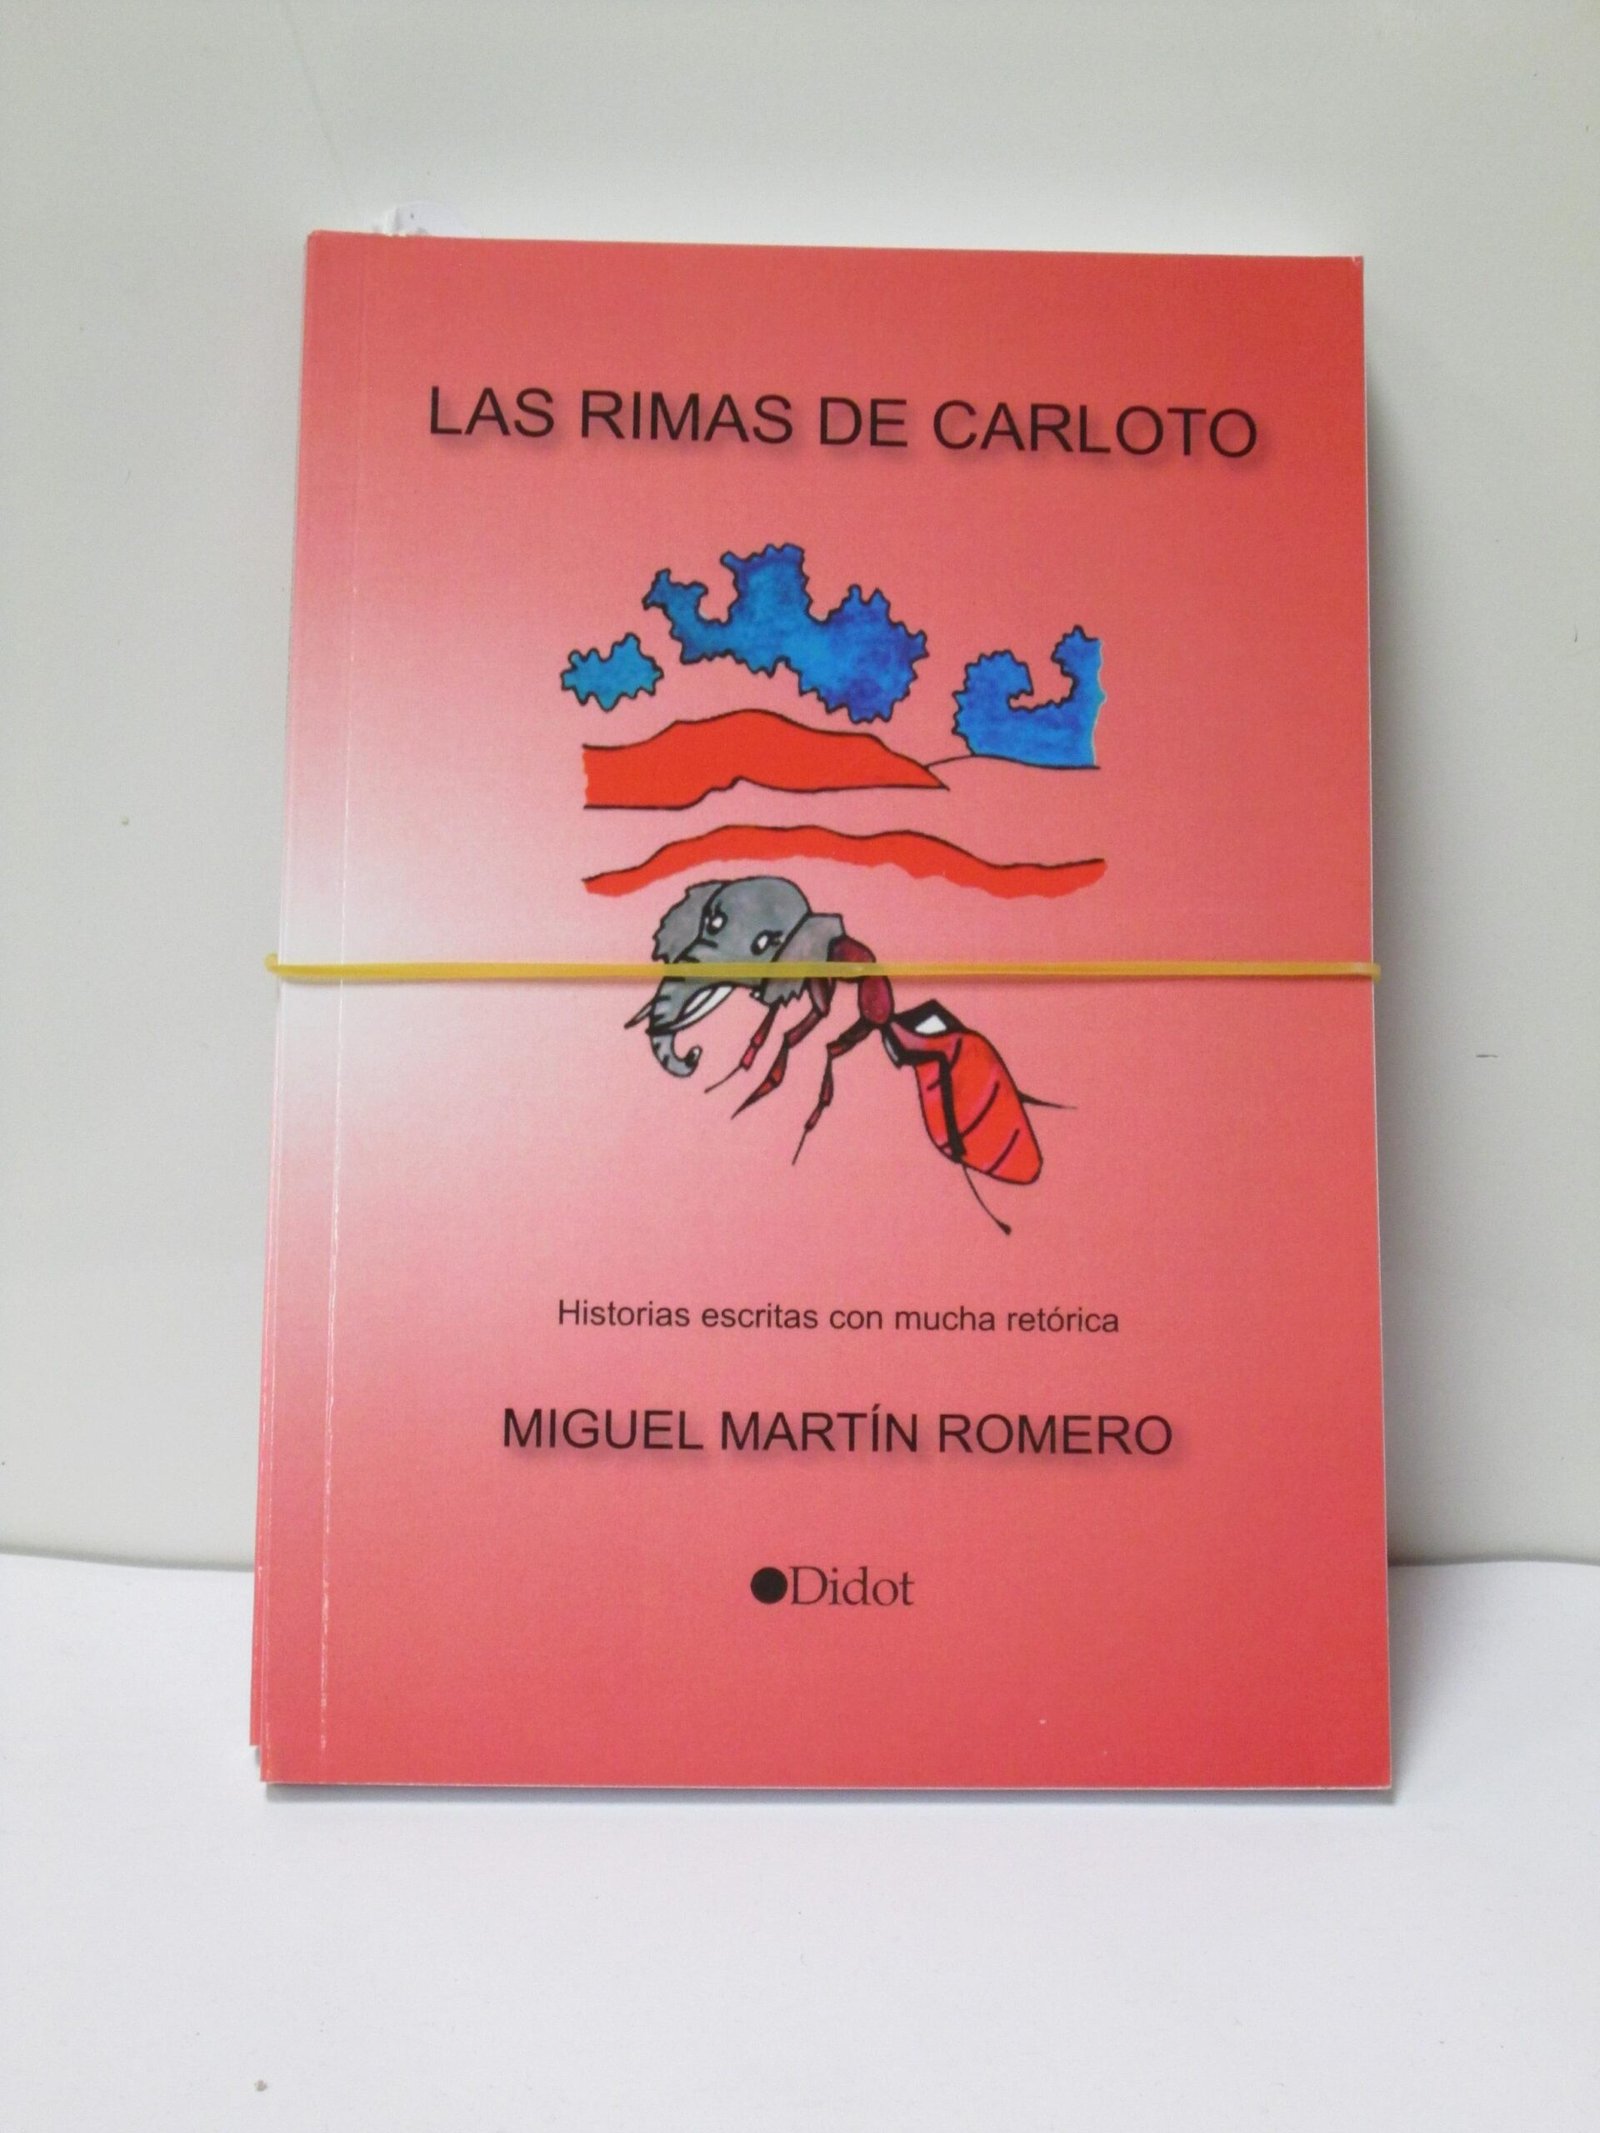 LAS RIMAS DE CARLOTO
Historias escritas con mucha retórica
MIGUEL MARTÍN ROMERO
Didot